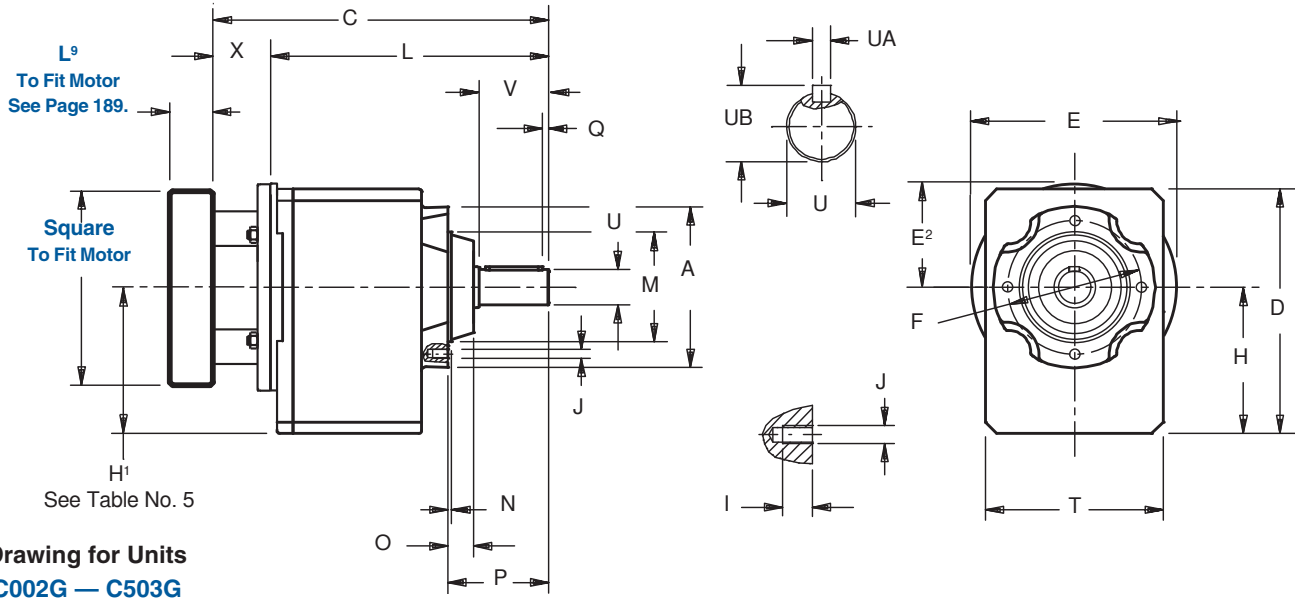 C
X
L
V
Q
L⁹
To Fit Motor
See Page 189.
Square
To Fit Motor
U
M
A
J
H¹
See Table No. 5
N
O
P
Drawing for Units
C002G — C503G
UA
UB
U
J
I
E
E²
F
D
H
T